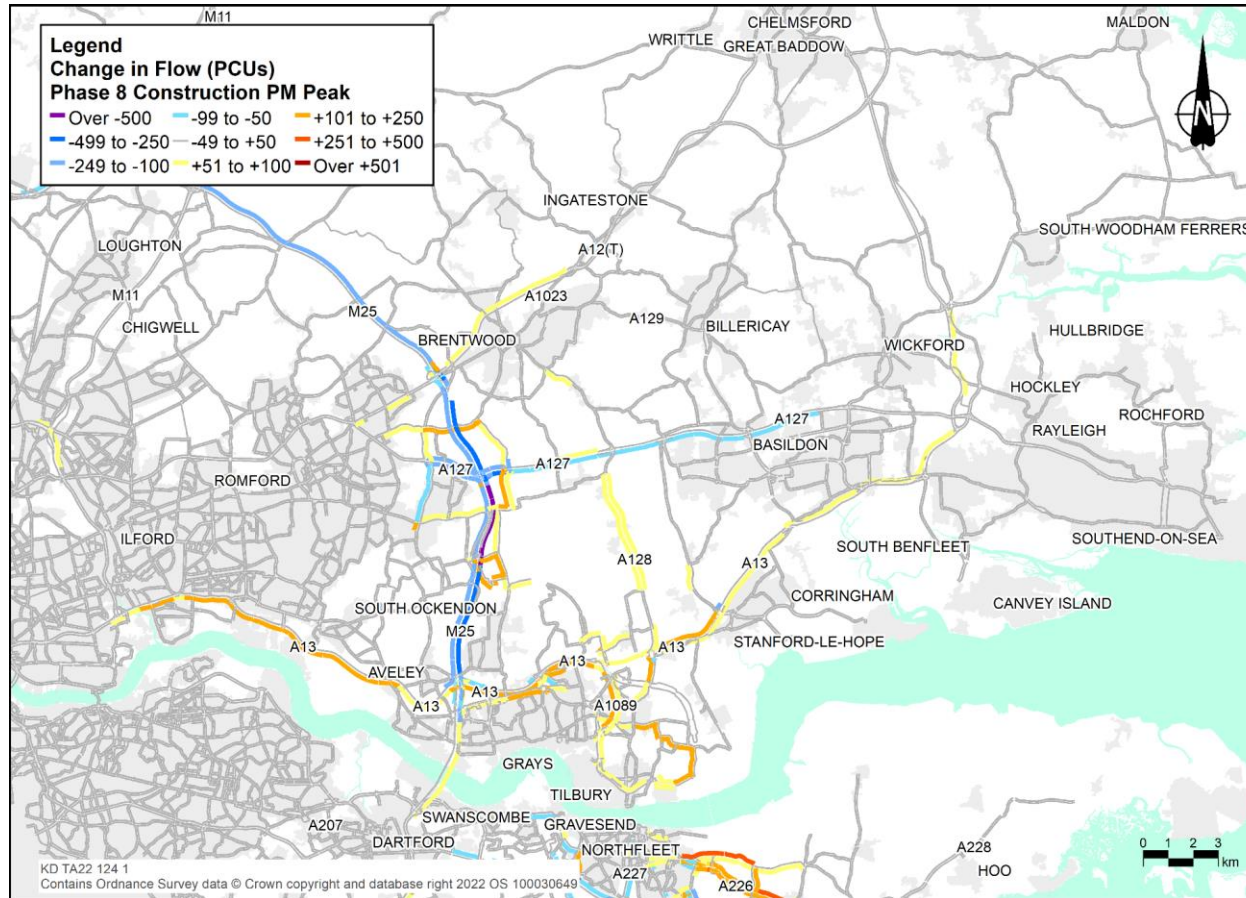 M11
CHELMSFORD
MALDON
WRITTLE
GREAT BADDOW
Legend
Change in Flow (PCUs)
Phase 8 Construction PM Peak
Over -500
-99 to -50
+101 to +250
-499 to -250
-49 to +50
+251 to +500
-249 to -100
+51 to +100
Over +501
N
INGATESTONE
SOUTH WOODHAM FERRERS
LOUGHTON
A12(T)
M11
A1023
M25
CHIGWELL
A129
BILLERICAY
HULLBRIDGE
BRENTWOOD
WICKFORD
HOCKLEY
ROCHFORD
A127
RAYLEIGH
BASILDON
A127
A127
ROMFORD
ILFORD
SOUTHEND-ON-SEA
SOUTH BENFLEET
A128
A13
CORRINGHAM
CANVEY ISLAND
SOUTH OCKENDON
M25
STANFORD-LE-HOPE
A13
A13
A13
AVELEY
A13
A13
A1089
GRAYS
TILBURY
SWANSCOMBE
GRAVESEND
A207
DARTFORD
NORTHFLEET
A228
A227
HOO
A226
0 1 2 3
km
KD TA22 124 1
Contains Ordnance Survey data © Crown copyright and database right 2022 OS 100030649